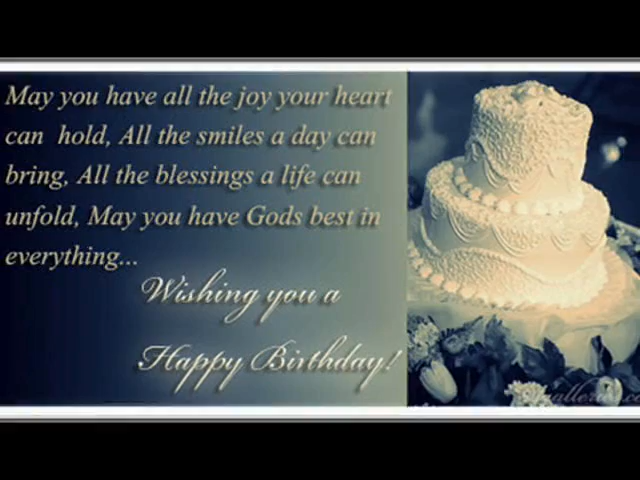 May you have all the joy your heart
can hold, All the smiles a day can
bring, All the blessings a life can
unfold, May you have Gods best in
everything...
Wishing you a
Happy Birthday!